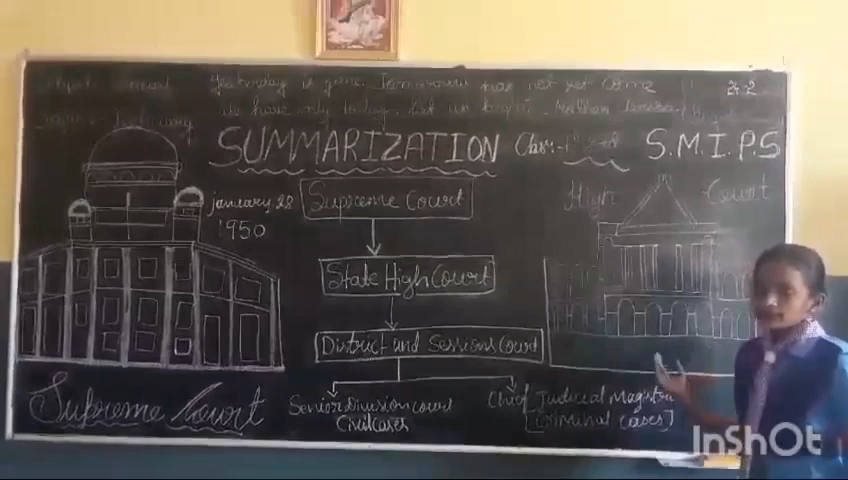 Yesterday is gone. Tomorrow has not yet come
We have only today. Let us begin. Mother
SUMMARIZATION
S.M.I.P.S
january 28
1950
Supreme Court
High Court
State High Court
District and Sessions Court
Senior Division court
Civil cases
Chief Judicial Magistra
[criminal cases]
Supreme Court
InShOt